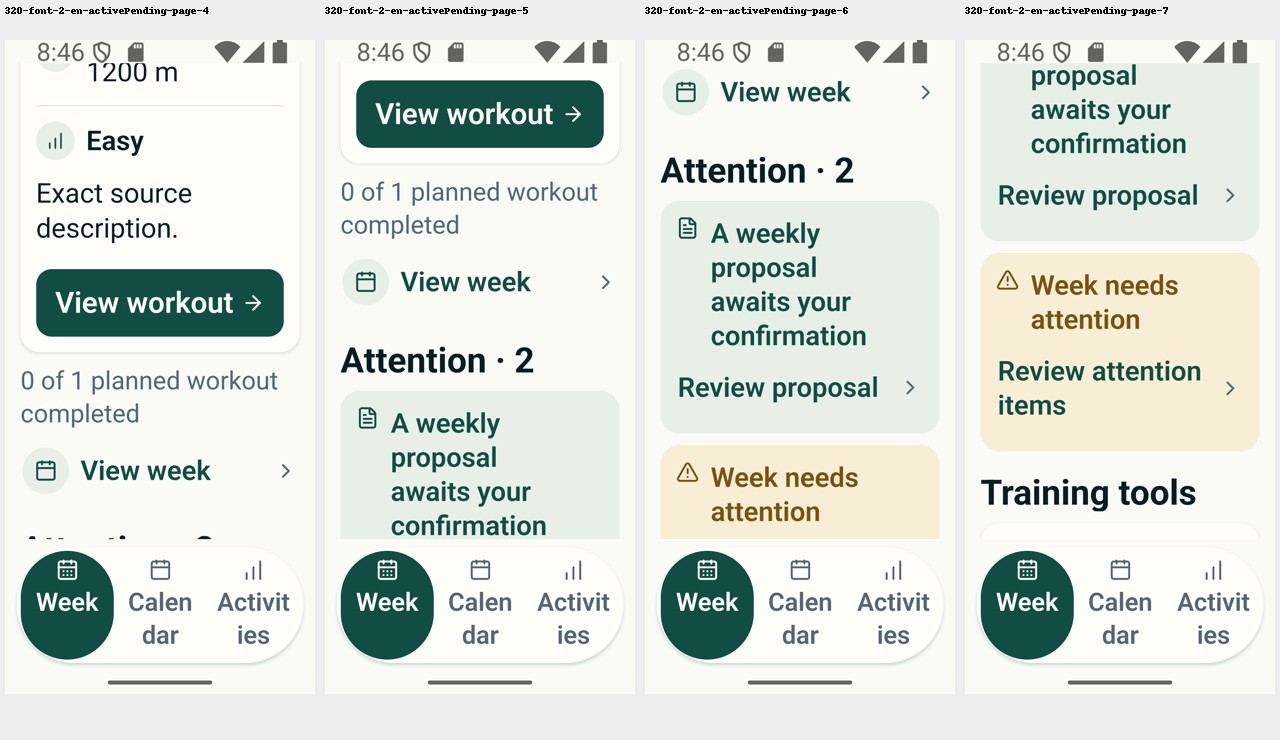 320-font-2-en-activePending-page-4
8:46
1200 m
Easy
Exact source
description.
View workout
0 of 1 planned workout
completed
View week
Week
Calen
dar
Activit
ies
320-font-2-en-activePending-page-5
8:46
View workout
0 of 1 planned workout
completed
View week
Attention · 2
A weekly
proposal
awaits your
confirmation
Week
Calen
dar
Activit
ies
320-font-2-en-activePending-page-6
8:46
View week
Attention · 2
A weekly
proposal
awaits your
confirmation
Review proposal
Week needs
attention
Week
Calen
dar
Activit
ies
320-font-2-en-activePending-page-7
8:46
proposal
awaits your
confirmation
Review proposal
Week needs
attention
Review attention
items
Training tools
Week
Calen
dar
Activit
ies